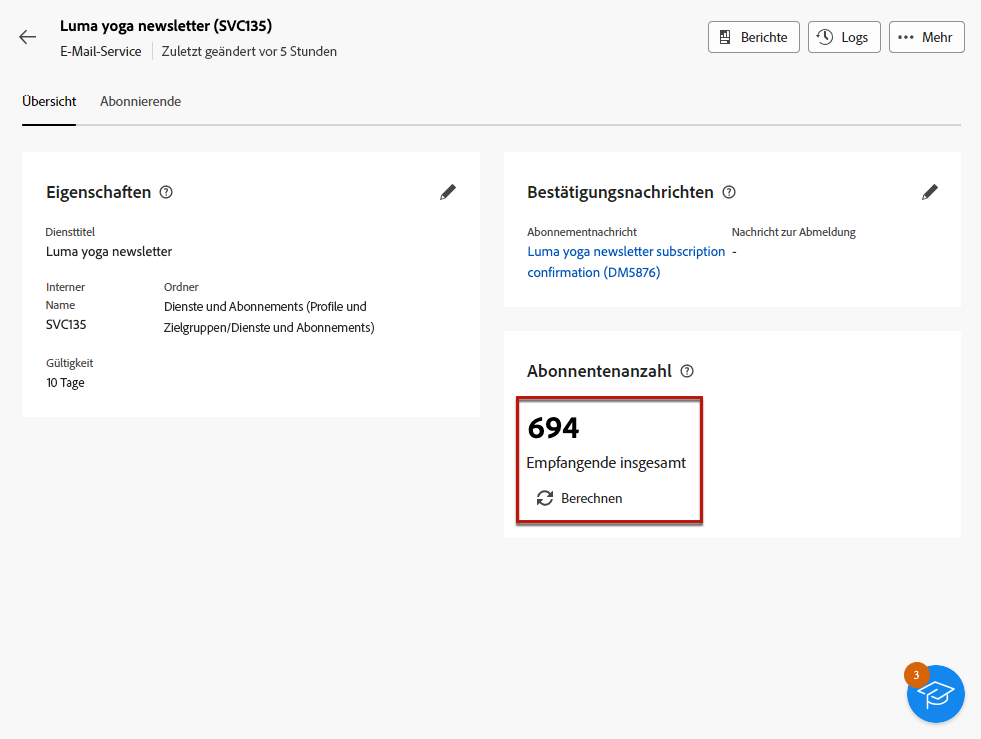 Luma yoga newsletter (SVC135)
E-Mail-Service
Zuletzt geändert vor 5 Stunden
Berichte
Logs
Mehr
Übersicht
Abonnierende
Eigenschaften
Diensttitel
Luma yoga newsletter
Interner
Name
SVC135
Ordner
Dienste und Abonnements (Profile und
Zielgruppen/Dienste und Abonnements)
Gültigkeit
10 Tage
Bestätigungsnachrichten
Abonnementnachricht
Luma yoga newsletter subscription
confirmation (DM5876)
Nachricht zur Abmeldung
-
Abonnentenanzahl
694
Empfangende insgesamt
Berechnen
3